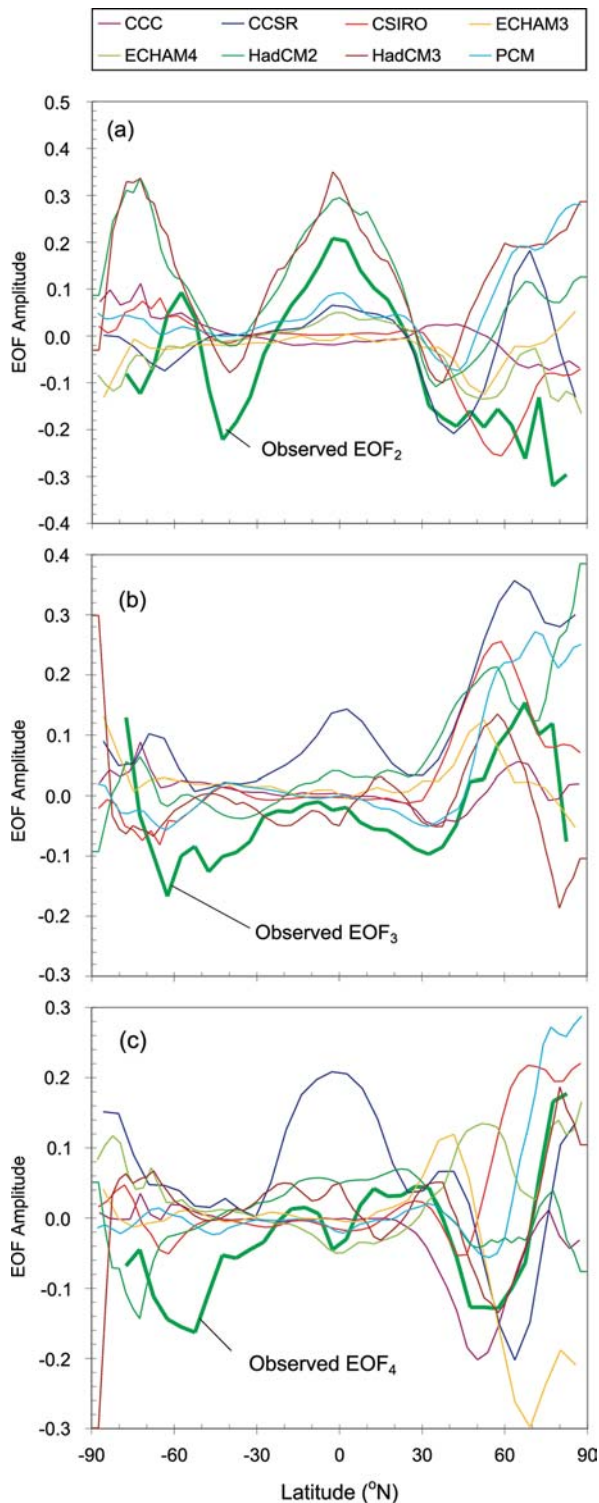 CCC CCSR CSIRO ECHAM3
ECHAM4 HadCM2 HadCM3 PCM
0.5
(a)
0.4
0.3
0.2
0.1
0.0
-0.1
-0.2
-0.3
-0.4
EOF Amplitude
Observed EOF2
0.4
(b)
0.3
0.2
0.1
0.0
-0.1
-0.2
-0.3
EOF Amplitude
Observed EOF3
0.3
(c)
0.2
0.1
0.0
-0.1
-0.2
-0.3
EOF Amplitude
Observed EOF4
-90 -60 -30 0 30 60 90
Latitude (°N)